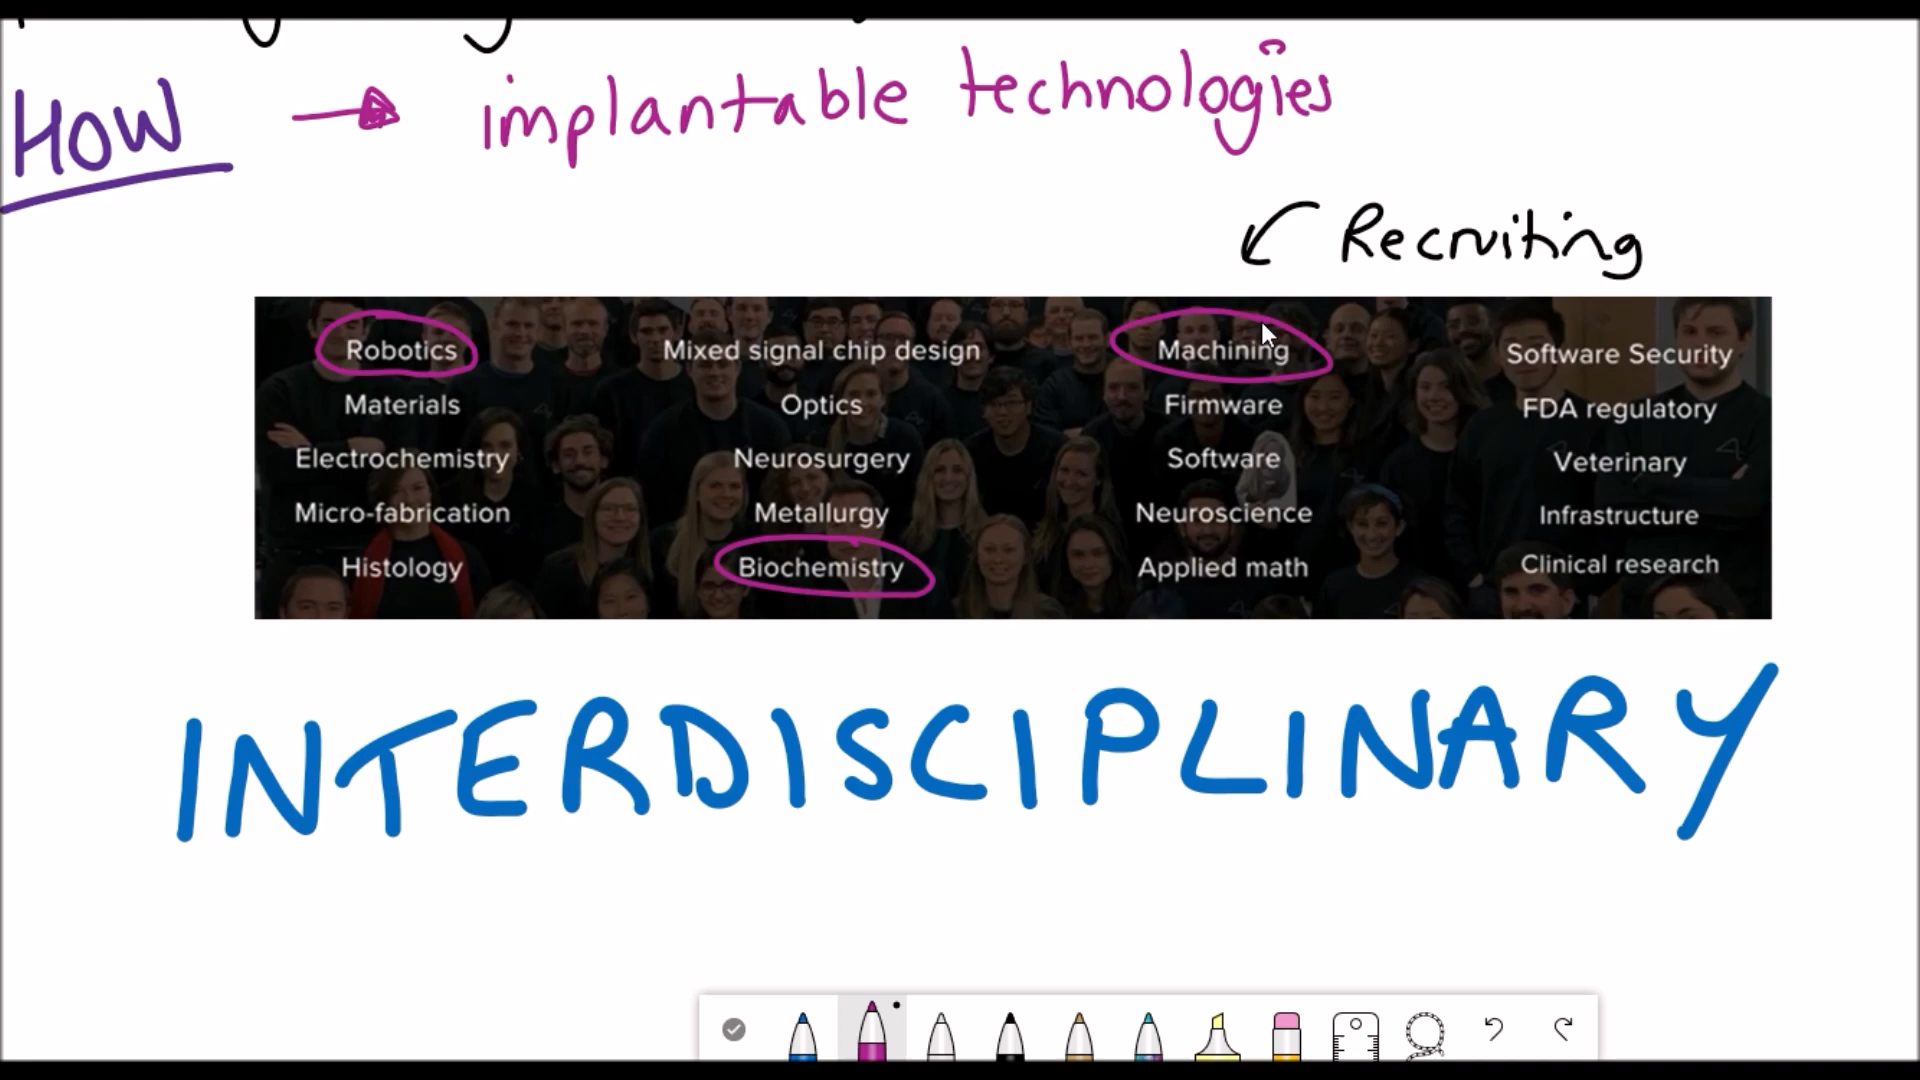 HOW → implantable technologies
Recruiting
Robotics Mixed signal chip design Machining Software Security
Materials Optics Firmware FDA regulatory
Electrochemistry Neurosurgery Software Veterinary
Micro-fabrication Metallurgy Neuroscience Infrastructure
Histology Biochemistry Applied math Clinical research
INTERDISCIPLINARY